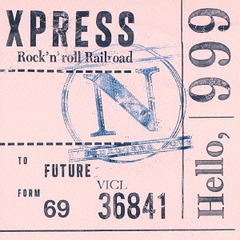 XPRESS
Rock'n'roll Railroad
N
TO FUTURE
VICL
FORM 69 36841
Hello, 999